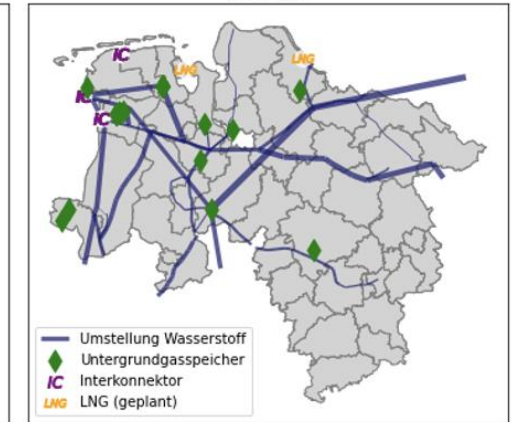 IC
LNG
LNG
IC
IC
Umstellung Wasserstoff
Untergrundgasspeicher
IC Interkonnektor
LNG LNG (geplant)